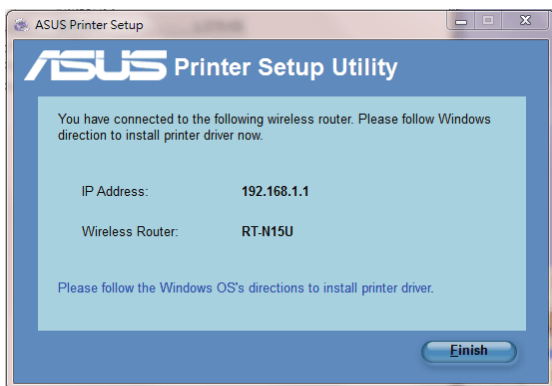 ASUS Printer Setup
ASUS Printer Setup Utility
You have connected to the following wireless router. Please follow Windows
direction to install printer driver now.
IP Address: 192.168.1.1
Wireless Router: RT-N15U
Please follow the Windows OS's directions to install printer driver.
Finish